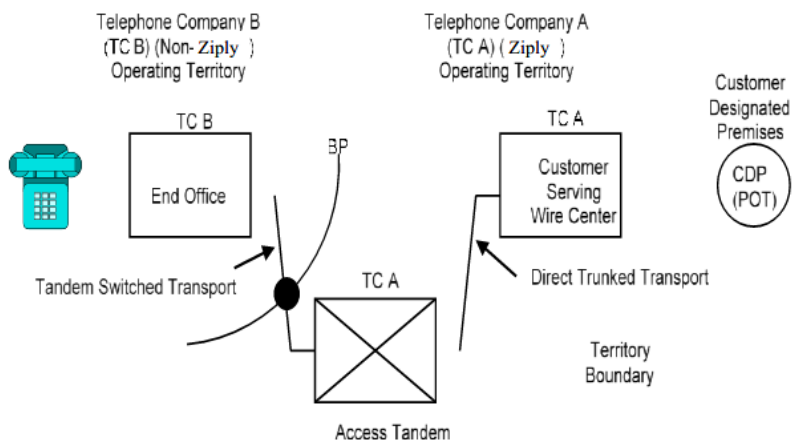 Telephone Company B
(TC B) (Non- Ziply )
Operating Territory
Telephone Company A
(TC A) ( Ziply )
Operating Territory
Customer
Designated
Premises
TC B
End Office
BP
TC A
Customer
Serving
Wire Center
CDP
(POT)
Tandem Switched Transport
TC A
Direct Trunked Transport
Territory
Boundary
Access Tandem